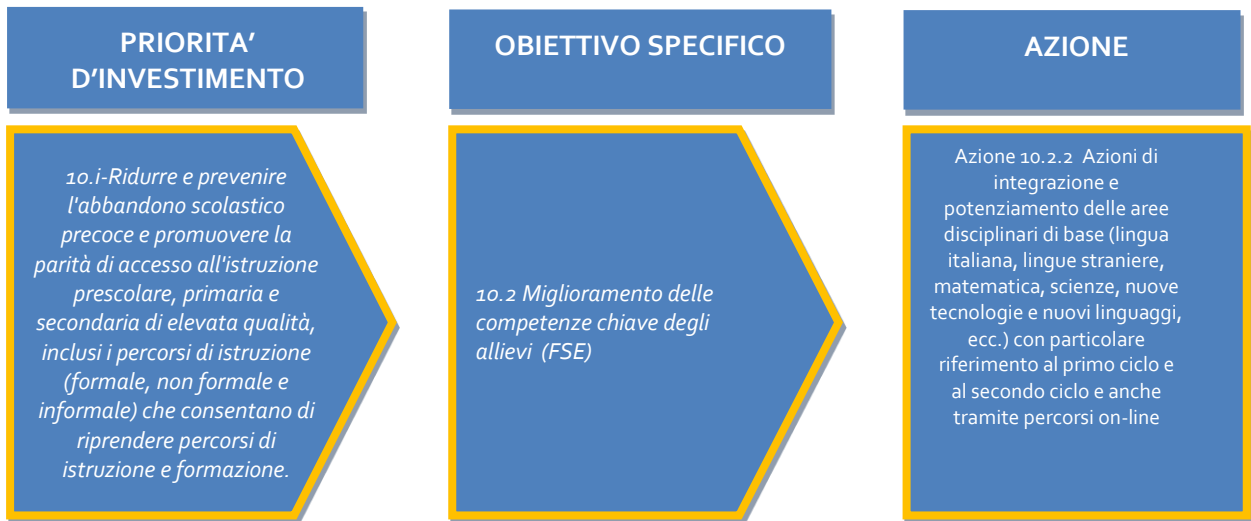 PRIORITA'
D'INVESTIMENTO
10.i-Ridurre e prevenire
l'abbandono scolastico
precoce e promuovere la
parità di accesso all'istruzione
prescolare, primaria e
secondaria di elevata qualità,
inclusi i percorsi di istruzione
(formale, non formale e
informale) che consentano di
riprendere percorsi di
istruzione e formazione.
OBIETTIVO SPECIFICO
10.2 Miglioramento delle
competenze chiave degli
allievi (FSE)
AZIONE
Azione 10.2.2 Azioni di
integrazione e
potenziamento delle aree
disciplinari di base (lingua
italiana, lingue straniere,
matematica, scienze, nuove
tecnologie e nuovi linguaggi,
ecc.) con particolare
riferimento al primo ciclo e
al secondo ciclo e anche
tramite percorsi on-line